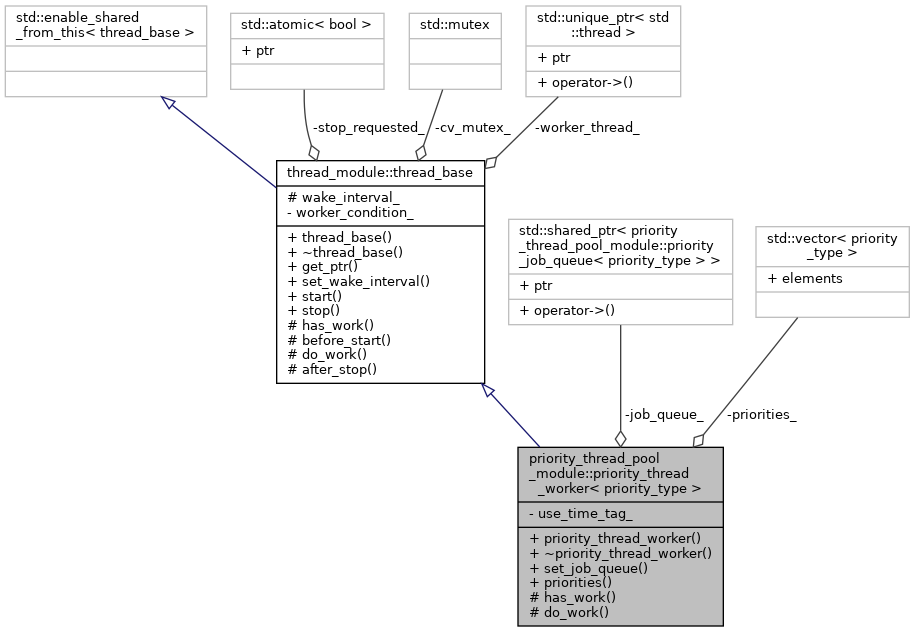 std::enable_shared
_from_this< thread_base >
std::atomic< bool >
+ ptr
std::mutex
std::unique_ptr< std
::thread >
+ ptr
+ operator->()
-stop_requested_
-cv_mutex_
-worker_thread_
thread_module::thread_base
# wake_interval_
- worker_condition_
+ thread_base()
+ ~thread_base()
+ get_ptr()
+ set_wake_interval()
+ start()
+ stop()
# has_work()
# before_start()
# do_work()
# after_stop()
std::shared_ptr< priority
_thread_pool_module::priority
_job_queue< priority_type > >
+ ptr
+ operator->()
std::vector< priority
_type >
+ elements
-job_queue_
-priorities_
priority_thread_pool
_module::priority_thread
_worker< priority_type >
- use_time_tag_
+ priority_thread_worker()
+ ~priority_thread_worker()
+ set_job_queue()
+ priorities()
# has_work()
# do_work()